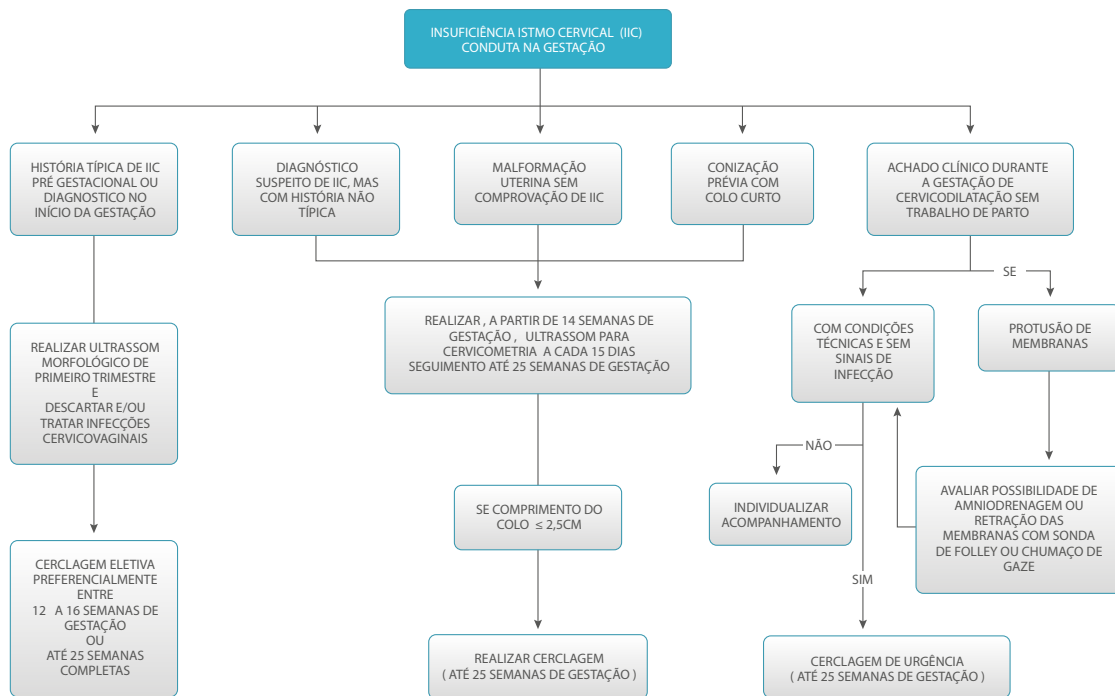 INSUFICIÊNCIA ISTMO CERVICAL (IIC)
CONDUTA NA GESTAÇÃO
HISTÓRIA TÍPICA DE IIC
PRÉ GESTACIONAL OU
DIAGNOSTICO NO
INÍCIO DA GESTAÇÃO
DIAGNÓSTICO
SUSPEITO DE IIC, MAS
COM HISTÓRIA NÃO
TÍPICA
MALFORMAÇÃO
UTERINA SEM
COMPROVAÇÃO DE IIC
CONIZAÇÃO
PRÉVIA COM
COLO CURTO
ACHADO CLÍNICO DURANTE
A GESTAÇÃO DE
CERVICODILATAÇÃO SEM
TRABALHO DE PARTO
SE
REALIZAR ULTRASSOM
MORFOLÓGICO DE
PRIMEIRO TRIMESTRE
E
DESCARTAR E/OU
TRATAR INFECÇÕES
CERVICOVAGINAIS
REALIZAR , A PARTIR DE 14 SEMANAS DE
GESTAÇÃO , ULTRASSOM PARA
CERVICOMETRIA A CADA 15 DIAS
SEGUIMENTO ATÉ 25 SEMANAS DE GESTAÇÃO
COM CONDIÇÕES
TÉCNICAS E SEM
SINAIS DE
INFECÇÃO
PROTUSÃO DE
MEMBRANAS
NÃO
SE COMPRIMENTO DO
COLO ≤ 2,5CM
INDIVIDUALIZAR
ACOMPANHAMENTO
AVALIAR POSSIBILIDADE DE
AMNIODRENAGEM OU
RETRAÇÃO DAS
MEMBRANAS COM SONDA
DE FOLLEY OU CHUMAÇO DE
GAZE
SIM
CERCLAGEM ELETIVA
PREFERENCIALMENTE
ENTRE
12 A 16 SEMANAS DE
GESTAÇÃO
OU
ATÉ 25 SEMANAS
COMPLETAS
REALIZAR CERCLAGEM
( ATÉ 25 SEMANAS DE GESTAÇÃO )
CERCLAGEM DE URGÊNCIA
( ATÉ 25 SEMANAS DE GESTAÇÃO )